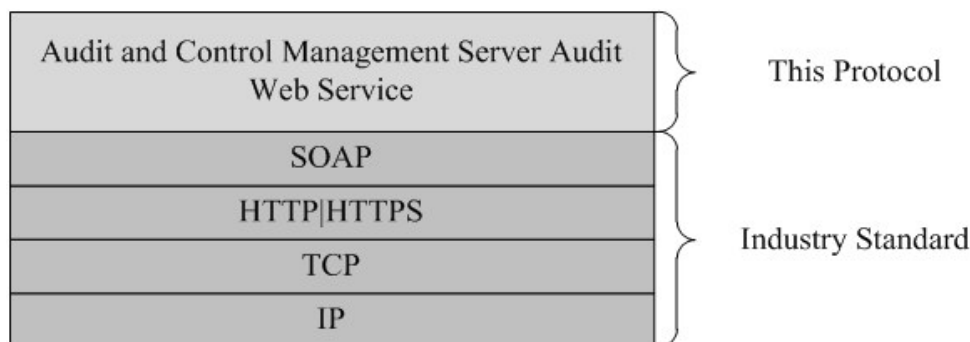 Audit and Control Management Server Audit
Web Service
This Protocol
SOAP
HTTP|HTTPS
TCP
IP
Industry Standard